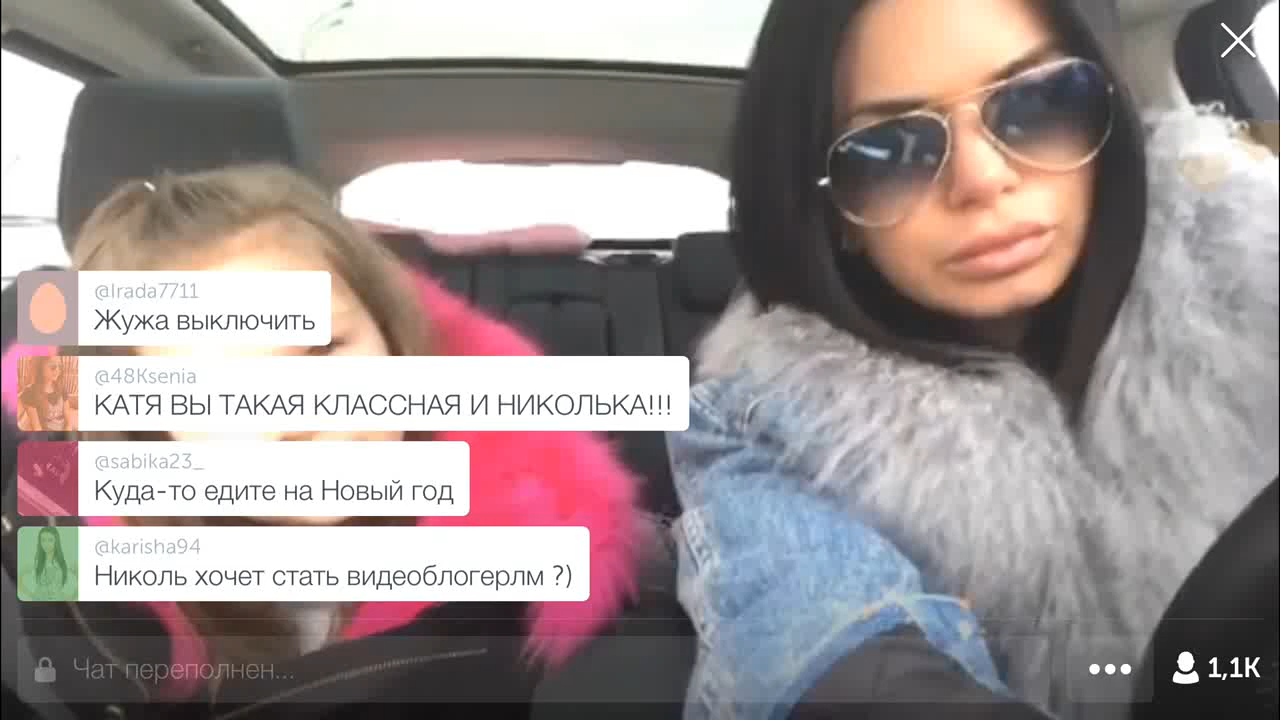 @Irada7711
Жужа выключить
@48Ksenia
КАТЯ ВЫ ТАКАЯ КЛАССНАЯ И НИКОЛЬКА!!!
@sabika23_
Куда-то едите на Новый год
@karisha94
Николь хочет стать видеоблогерлм ?)
Чат переполнен...
1,1K